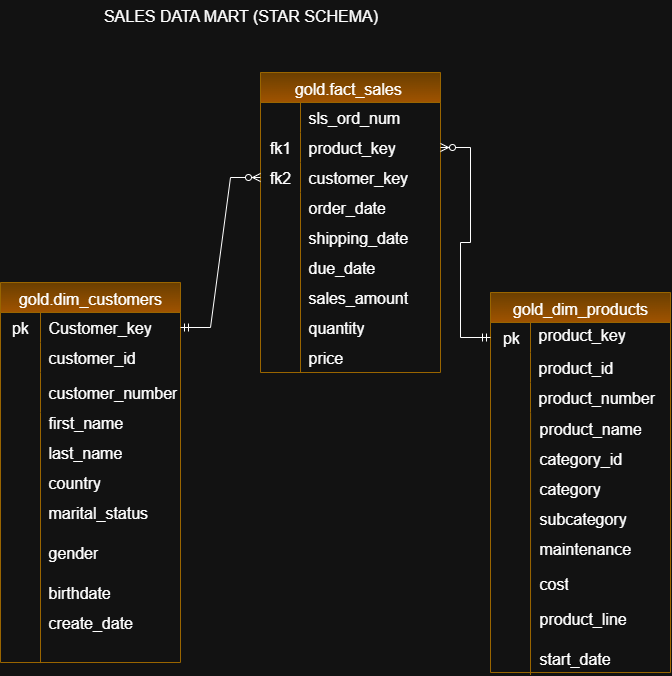 SALES DATA MART (STAR SCHEMA)
gold.fact_sales
sls_ord_num
fk1 product_key
fk2 customer_key
order_date
shipping_date
due_date
sales_amount
quantity
price
gold.dim_customers
pk Customer_key
customer_id
customer_number
first_name
last_name
country
marital_status
gender
birthdate
create_date
gold_dim_products
pk product_key
product_id
product_number
product_name
category_id
category
subcategory
maintenance
cost
product_line
start_date